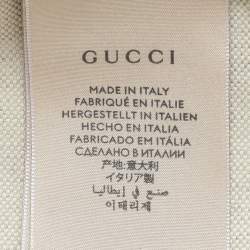 GUCCI
MADE IN ITALY
FABRIQUÉ EN ITALIE
HERGESTELLT IN ITALIEN
HECHO EN ITALIA
FABRICADO EM ITÁLIA
СДЕЛАНО В ИТАЛИИ
产地:意大利
イタリア製
صنع في إيطاليا
이태리제